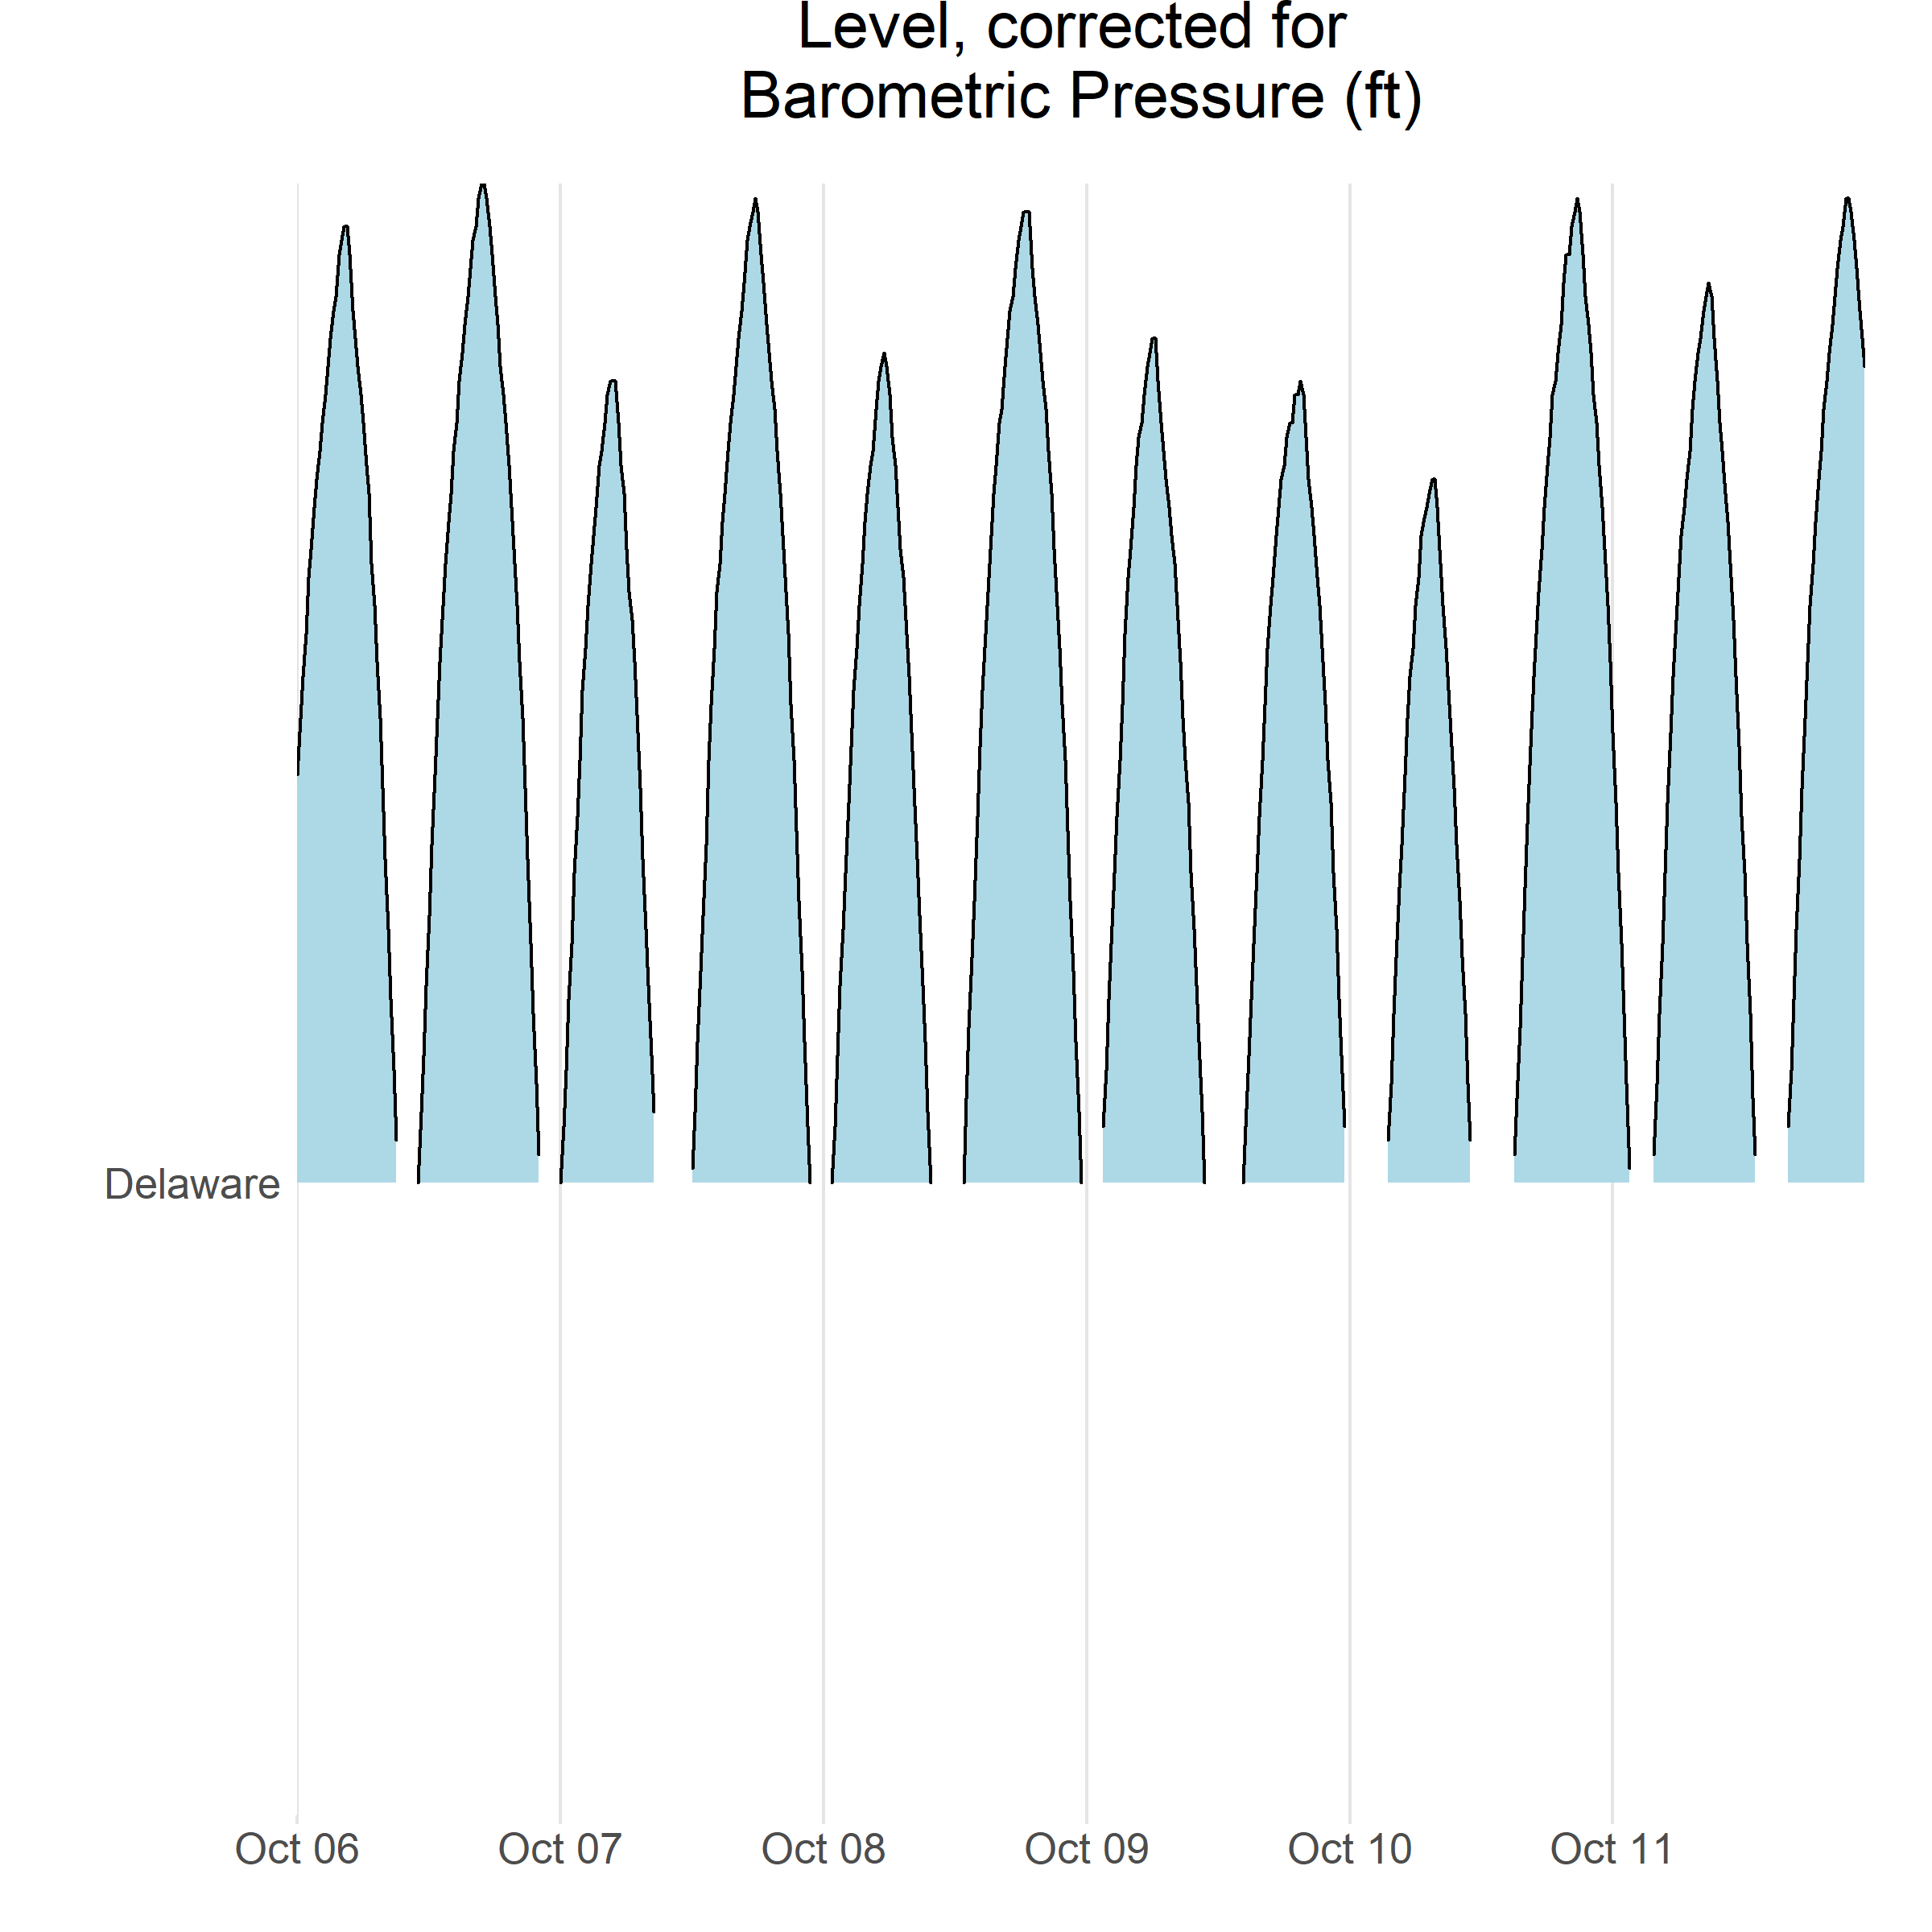 Level, corrected for
Barometric Pressure (ft)
Delaware
Oct 06
Oct 07
Oct 08
Oct 09
Oct 10
Oct 11